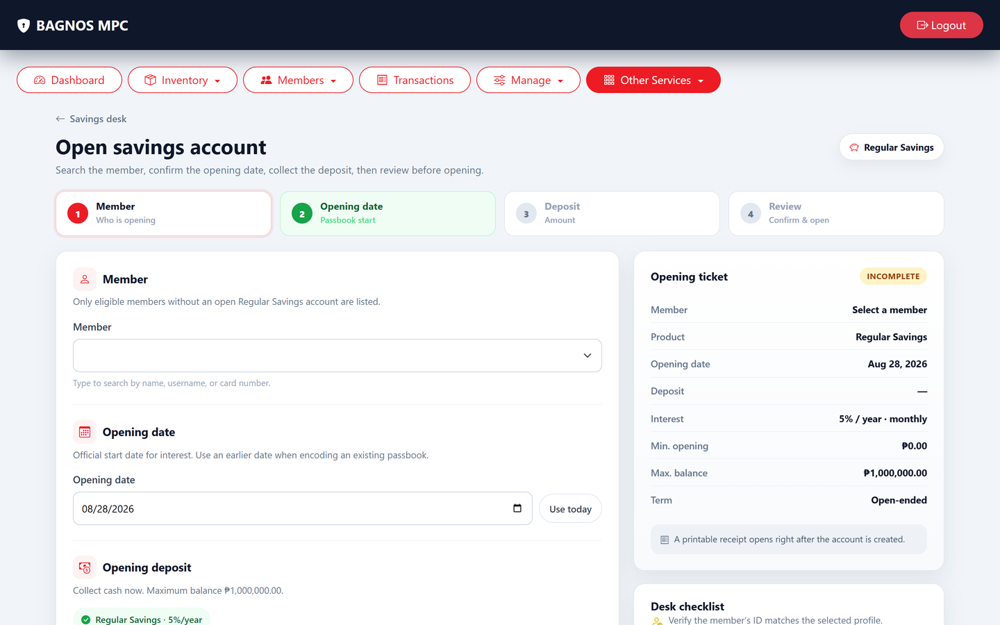 BAGNOS MPC
Logout
Dashboard
Inventory
Members
Transactions
Manage
Other Services
Savings desk
Open savings account
Regular Savings
Search the member, confirm the opening date, collect the deposit, then review before opening.
1
Member
Who is opening
2
Opening date
Passbook start
3
Deposit
Amount
4
Review
Confirm & open
Member
Only eligible members without an open Regular Savings account are listed.
Member
Type to search by name, username, or card number.
Opening date
Official start date for interest. Use an earlier date when encoding an existing passbook.
Opening date
08/28/2026
Use today
Opening deposit
Collect cash now. Maximum balance ₱1,000,000.00.
Regular Savings · 5%/year
Opening ticket
INCOMPLETE
Member Select a member
Product Regular Savings
Opening date Aug 28, 2026
Deposit —
Interest 5% / year · monthly
Min. opening ₱0.00
Max. balance ₱1,000,000.00
Term Open-ended
A printable receipt opens right after the account is created.
Desk checklist
Verify the member's ID matches the selected profile.